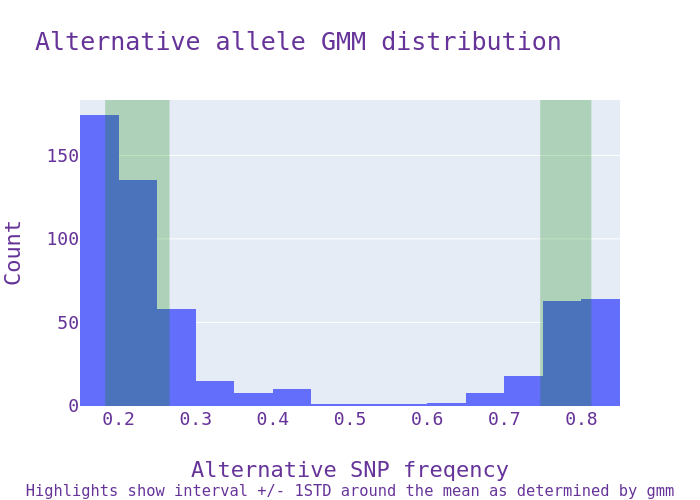 Alternative allele GMM distribution
Count
150
100
50
0
0.2 0.3 0.4 0.5 0.6 0.7 0.8
Alternative SNP freqency
Highlights show interval +/- 1STD around the mean as determined by gmm